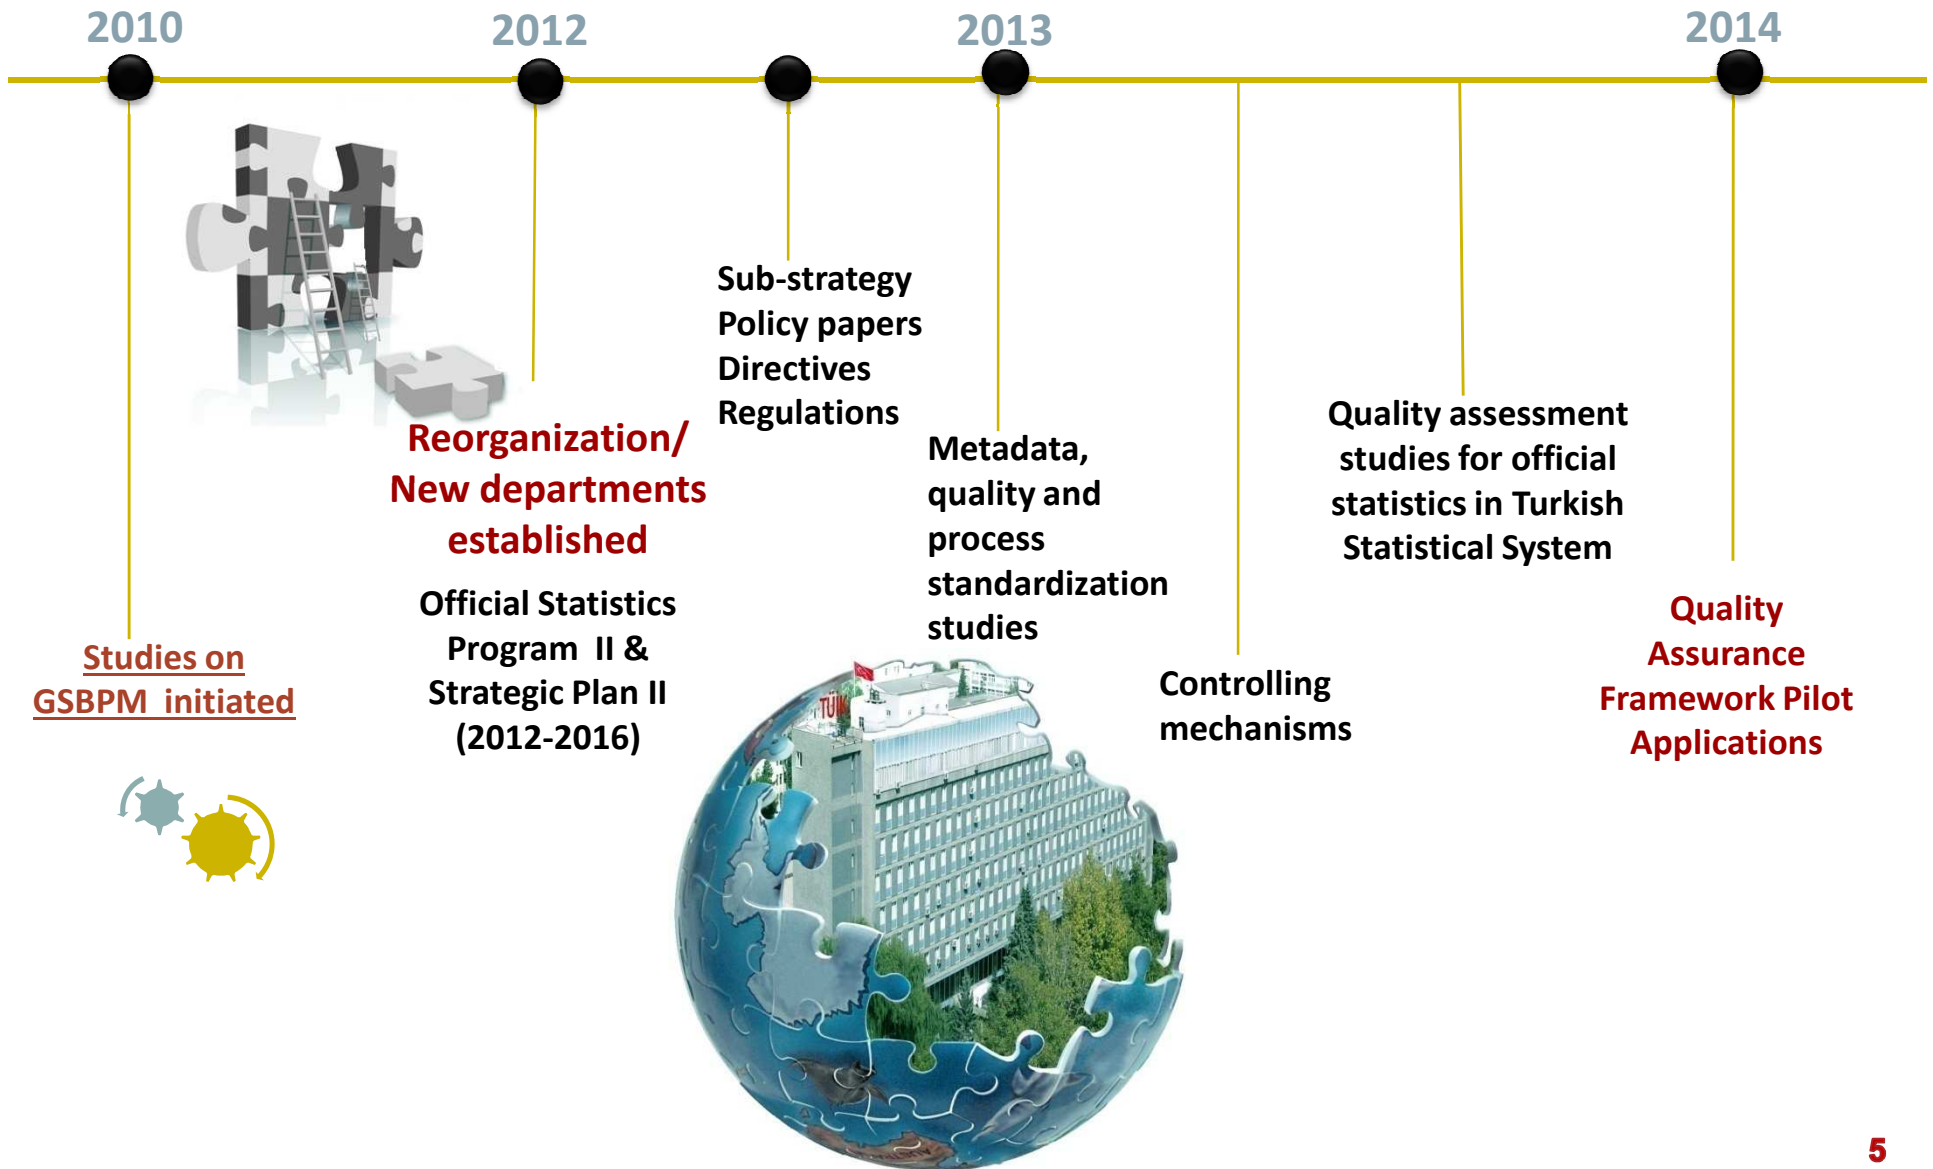 2010
2012
2013
2014
Studies on
GSBPM initiated
Reorganization/
New departments
established
Official Statistics
Program II &
Strategic Plan II
(2012-2016)
Sub-strategy
Policy papers
Directives
Regulations
Metadata,
quality and
process
standardization
studies
Controlling
mechanisms
Quality assessment
studies for official
statistics in Turkish
Statistical System
Quality
Assurance
Framework Pilot
Applications
TÜİK
5